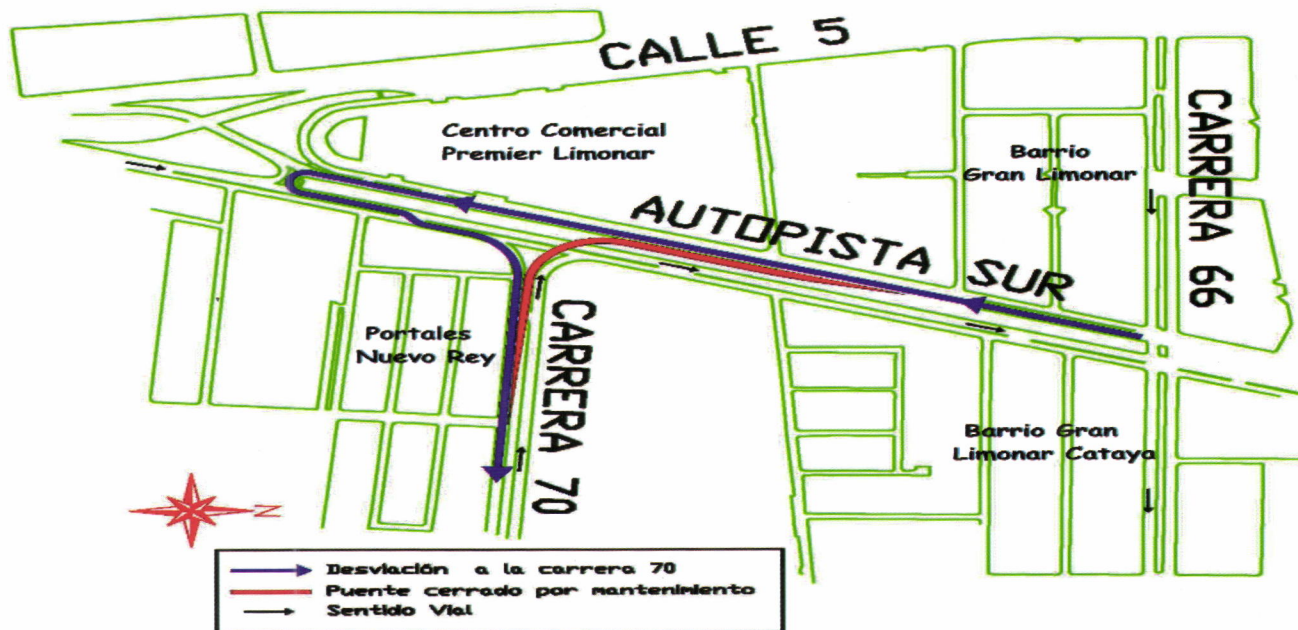 CALLE 5
CARRERA 66
Centro Comercial
Premier Limonar
Barrio
Gran Limonar
AUTOPISTA SUR
CARRERA 70
Portales
Nuevo Rey
Barrio Gran
Limonar Cataya
N
Desviación a la carrera 70
Puente cerrado por mantenimiento
Sentido Vial